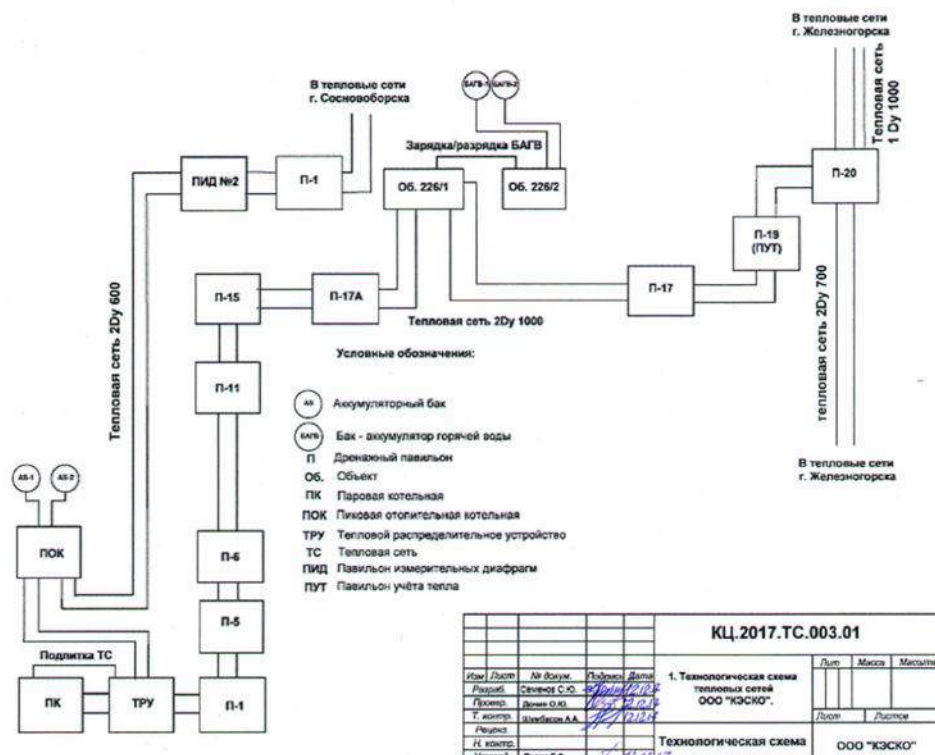 В тепловые сети
г. Железногорска
В тепловые сети
г. Сосновоборска
БАГВ-1
БАГВ-2
Тепловая сеть
1 Dy 1000
Зарядка/разрядка БАГВ
ПИД №2
П-1
Об. 226/1
Об. 226/2
П-20
П-19
(ПУТ)
П-15
П-17А
П-17
Тепловая сеть 2Dy 600
Тепловая сеть 2Dy 1000
тепловая сеть 2Dy 700
Условные обозначения:
П-11
АБ Аккумуляторный бак
БАГВ Бак - аккумулятор горячей воды
П Дренажный павильон
Об. Объект
ПК Паровая котельная
ПОК Пиковая отопительная котельная
ТРУ Тепловой распределительное устройство
ТС Тепловая сеть
ПИД Павильон измерительных диафрагм
ПУТ Павильон учёта тепла
В тепловые сети
г. Железногорска
АБ-1
АБ-2
ПОК
П-6
П-5
Подпитка ТС
ПК
ТРУ
П-1
КЦ.2017.ТС.003.01
Изм Лист № докум. Подпись Дата
Разраб. Семенов С.Ю.
Провер.
Т. контр.
Реценз.
Н. контр.
1. Технологическая схема
тепловых сетей
ООО "КЭСКО".
Лит Масса Масштаб
Лист Листов
Технологическая схема
ООО "КЭСКО"